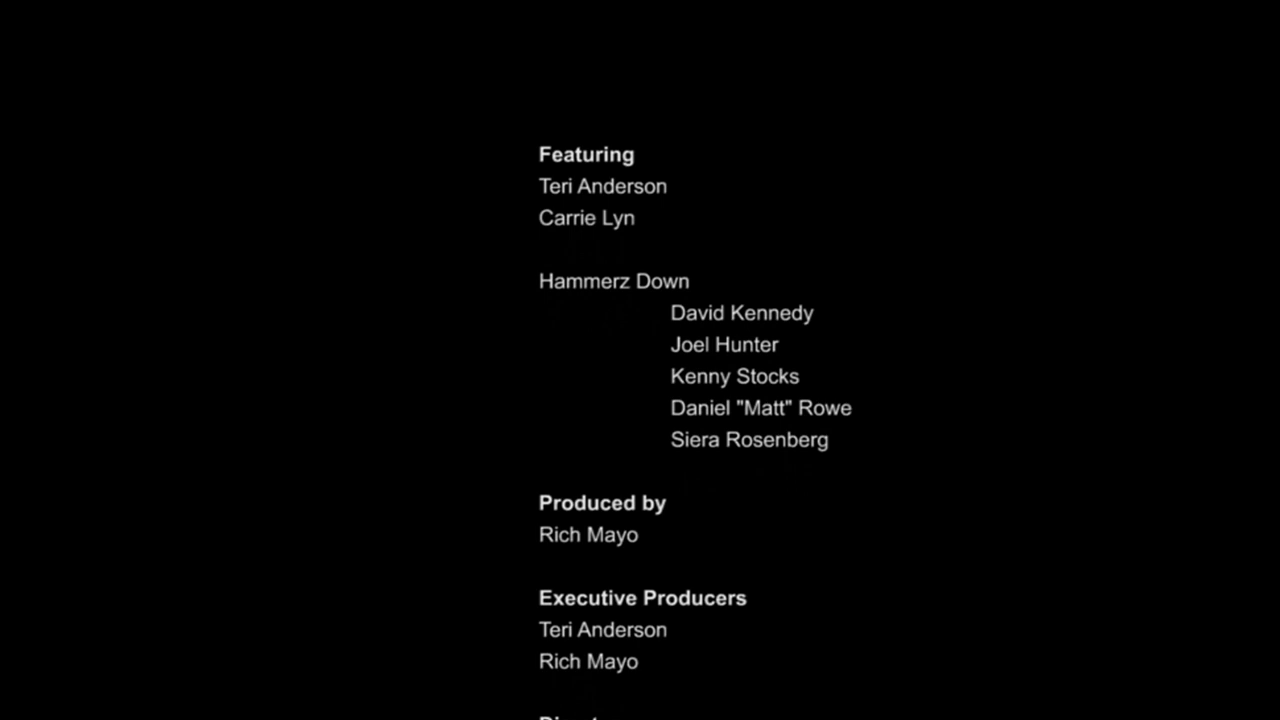 Featuring
Teri Anderson
Carrie Lyn
Hammerz Down
David Kennedy
Joel Hunter
Kenny Stocks
Daniel "Matt" Rowe
Siera Rosenberg
Produced by
Rich Mayo
Executive Producers
Teri Anderson
Rich Mayo